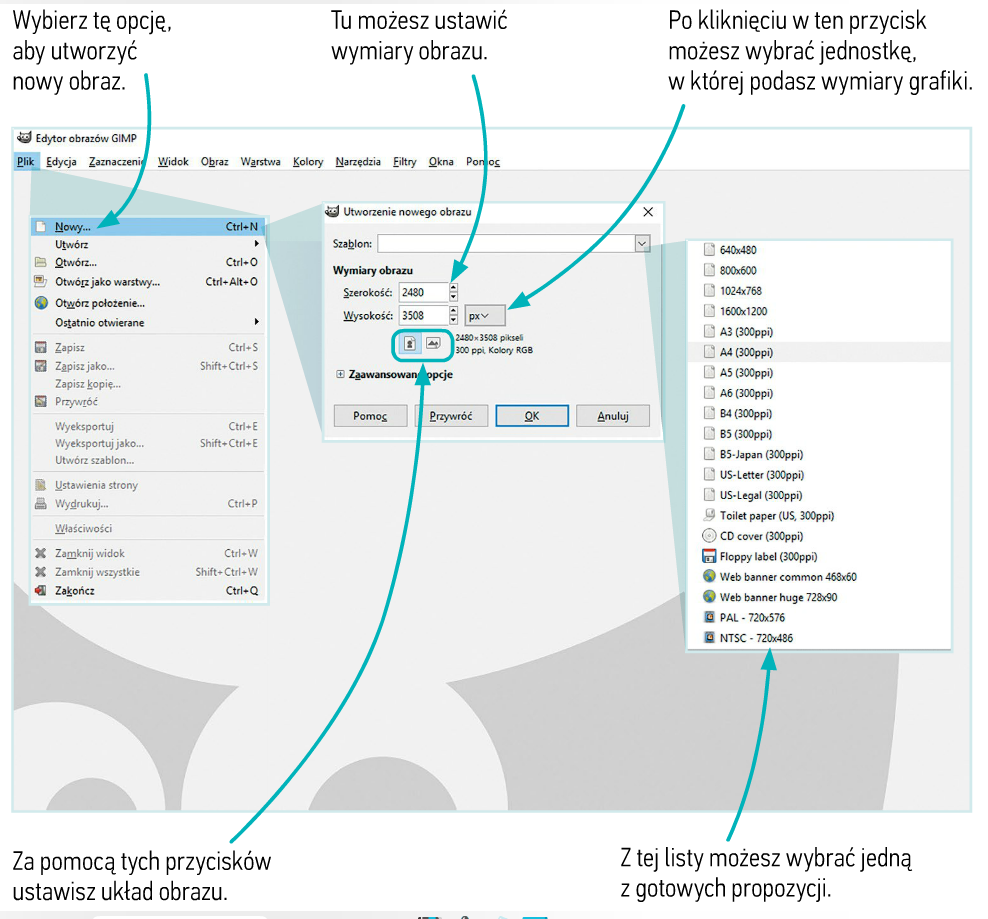 Wybierz tę opcję,
aby utworzyć
nowy obraz.
Tu możesz ustawić
wymiary obrazu.
Po kliknięciu w ten przycisk
możesz wybrać jednostkę,
w której podasz wymiary grafiki.
Edytor obrazów GIMP
Plik Edycja Zaznaczenie Widok Obraz Warstwa Kolory Narzędzia Filtry Okna Pomoc
Nowy... Ctrl+N
Utwórz
Otwórz... Ctrl+O
Otwórz jako warstwy... Ctrl+Alt+O
Otwórz położenie...
Ostatnio otwierane
Zapisz Ctrl+S
Zapisz jako... Shift+Ctrl+S
Zapisz kopię...
Przywróć
Wyeksportuj Ctrl+E
Wyeksportuj jako... Shift+Ctrl+E
Utwórz szablon...
Ustawienia strony
Wydrukuj... Ctrl+P
Właściwości
Zamknij widok Ctrl+W
Zamknij wszystkie Shift+Ctrl+W
Zakończ Ctrl+Q
Utworzenie nowego obrazu
Szablon:
Wymiary obrazu
Szerokość: 2480
Wysokość: 3508 px
2480×3508 pikseli
300 ppi, Kolory RGB
Zaawansowane opcje
Pomoc Przywróć OK Anuluj
640x480
800x600
1024x768
1600x1200
A3 (300ppi)
A4 (300ppi)
A5 (300ppi)
A6 (300ppi)
B4 (300ppi)
B5 (300ppi)
B5-Japan (300ppi)
US-Letter (300ppi)
US-Legal (300ppi)
Toilet paper (US, 300ppi)
CD cover (300ppi)
Floppy label (300ppi)
Web banner common 468x60
Web banner huge 728x90
PAL - 720x576
NTSC - 720x486
Za pomocą tych przycisków
ustawisz układ obrazu.
Z tej listy możesz wybrać jedną
z gotowych propozycji.